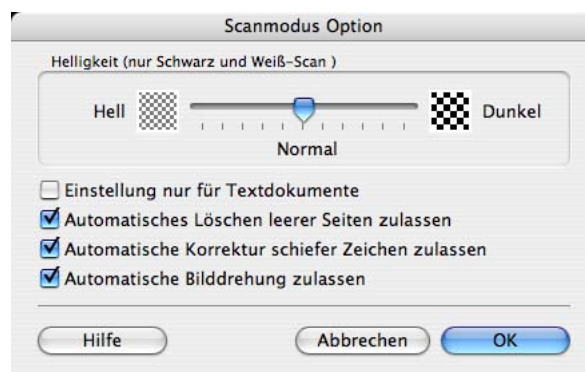 Scanmodus Option
Helligkeit (nur Schwarz und Weiß-Scan )
Hell Dunkel
Normal
Einstellung nur für Textdokumente
Automatisches Löschen leerer Seiten zulassen
Automatische Korrektur schiefer Zeichen zulassen
Automatische Bilddrehung zulassen
Hilfe Abbrechen OK